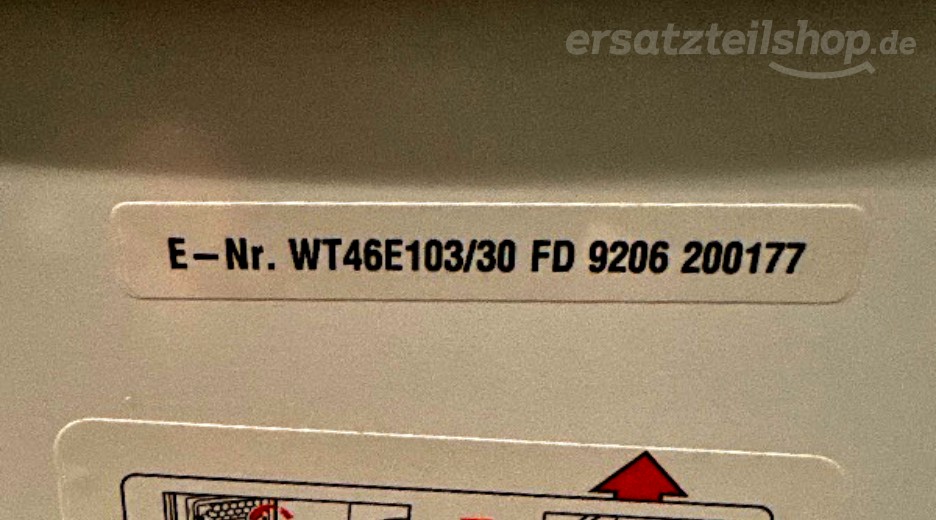 ersatzteilshop.de
E–Nr. WT46E103/30 FD 9206 200177